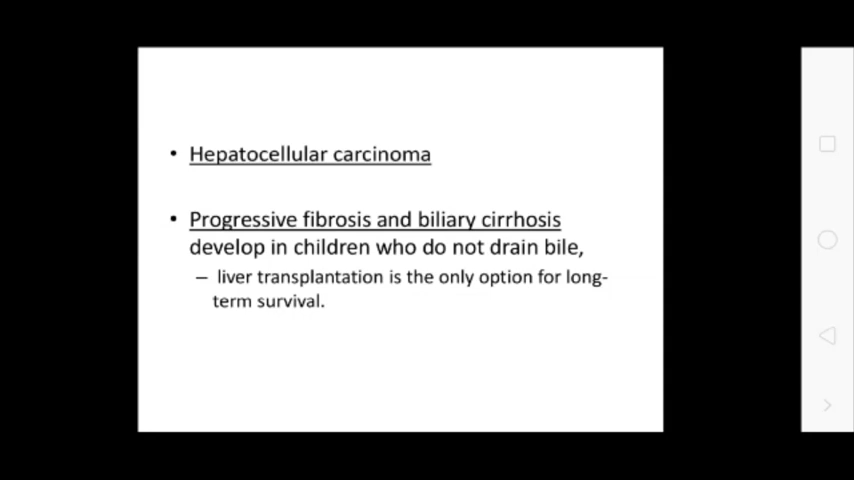 • Hepatocellular carcinoma
• Progressive fibrosis and biliary cirrhosis
develop in children who do not drain bile,
– liver transplantation is the only option for long-
term survival.